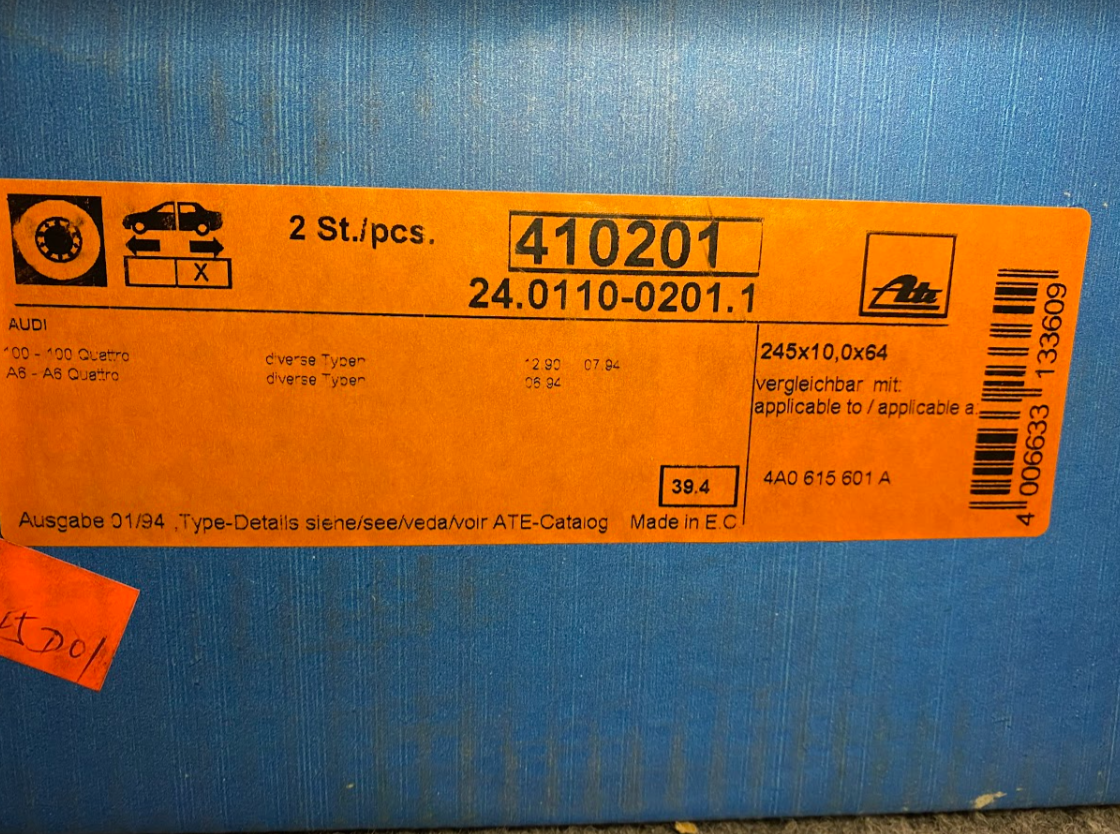 X
2 St./pcs.
410201
24.0110-0201.1
Ate
AUDI
100 - 100 Quattro diverse Typen 12.90 07.94
A6 - A6 Quattro diverse Typen 06.94
245x10,0x64
vergleichbar mit:
applicable to / applicable a:
4A0 615 601 A
39.4
Ausgabe 01/94 ,Type-Details siehe/see/veda/voir ATE-Catalog Made in E.C
4 006633 133609
D01